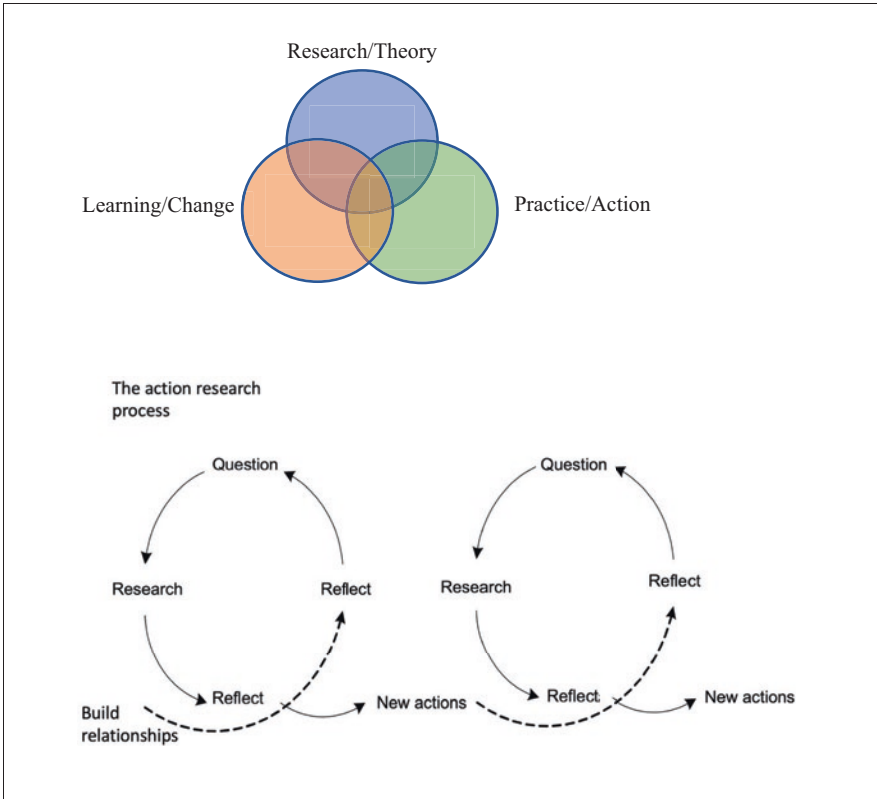 Research/Theory
Learning/Change
Practice/Action
The action research
process
Question
Question
Research
Reflect
Research
Reflect
Reflect
New actions
Reflect
New actions
Build
relationships